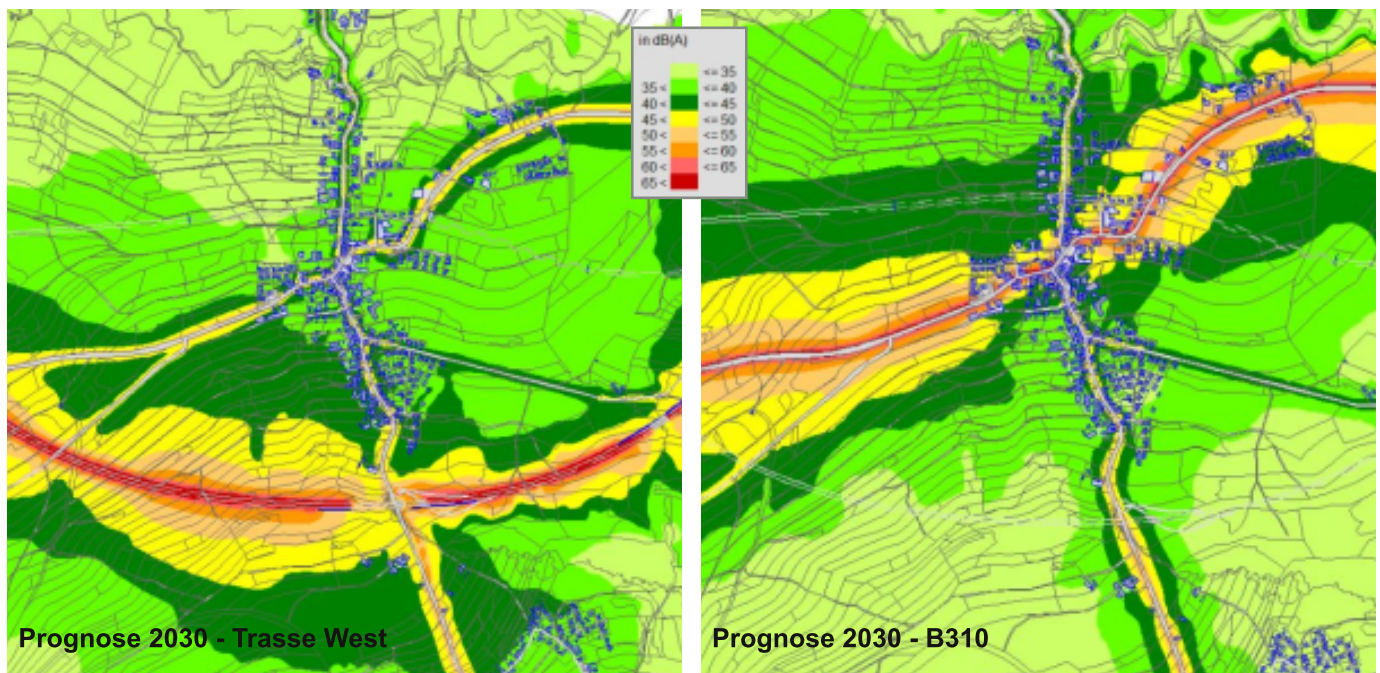 in dB(A)
<= 35
35 < <= 40
40 < <= 45
45 < <= 50
50 < <= 55
55 < <= 60
60 < <= 65
65 <
Prognose 2030 - Trasse West
Prognose 2030 - B310